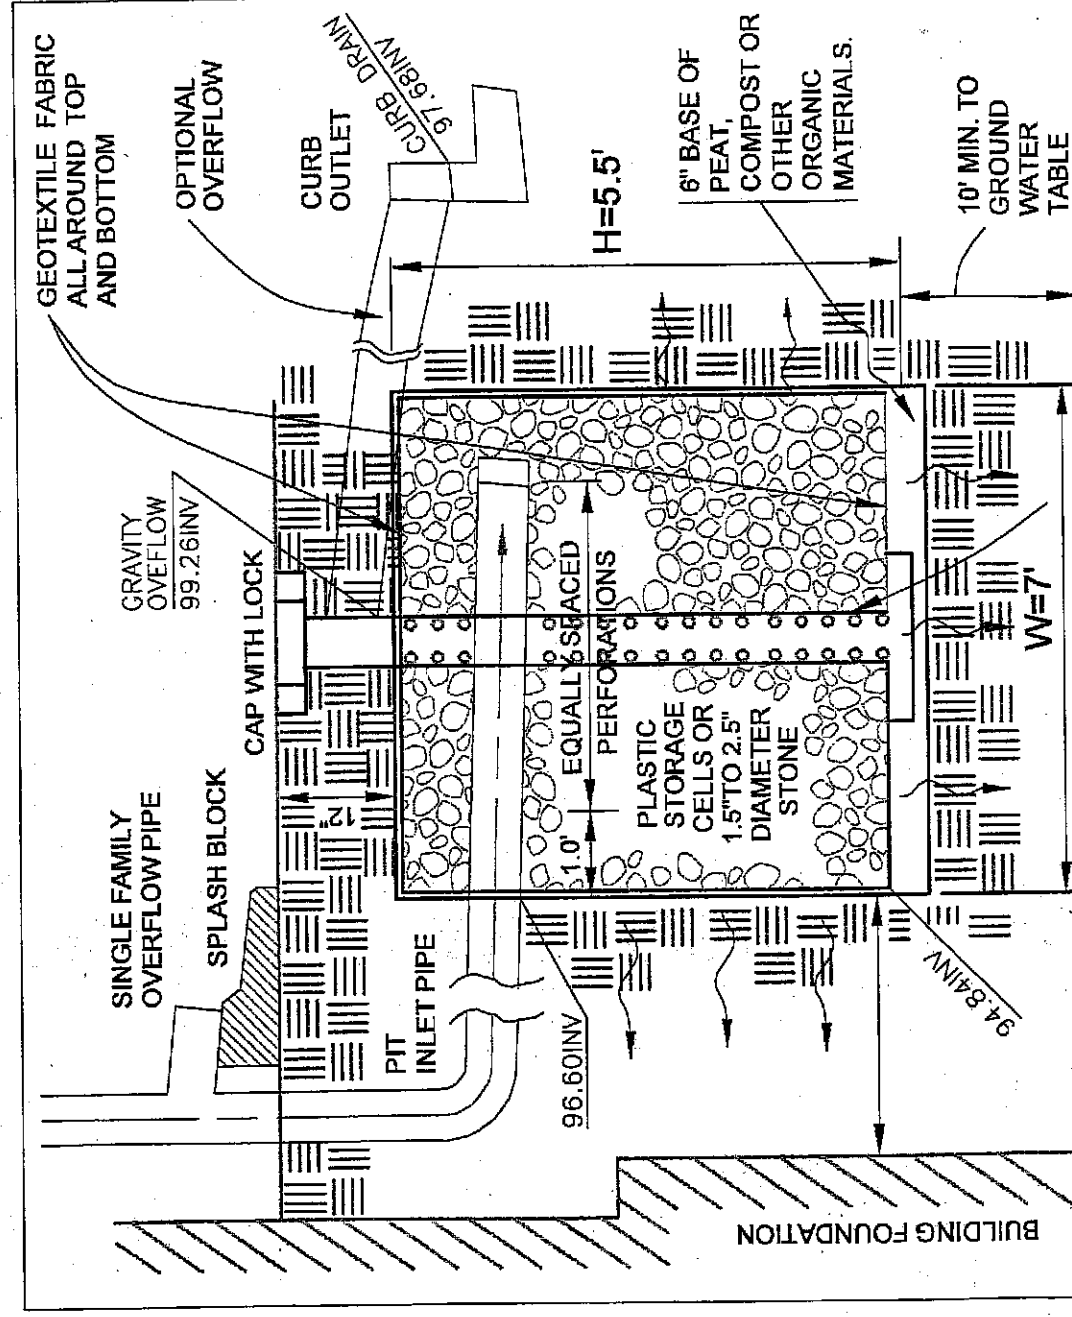 GEOTEXTILE FABRIC
ALL AROUND TOP
AND BOTTOM
OPTIONAL
OVERFLOW
CURB
OUTLET
CURB DRAIN
97.68INV
GRAVITY
OVEFLOW
99.26INV
CAP WITH LOCK
SINGLE FAMILY
OVERFLOW PIPE
SPLASH BLOCK
12"
PIT
INLET PIPE
96.60INV
1.0'
EQUALLY SPACED
PERFORATIONS
PLASTIC
STORAGE
CELLS OR
1.5"TO 2.5"
DIAMETER
STONE
H=5.5'
6" BASE OF
PEAT,
COMPOST OR
OTHER
ORGANIC
MATERIALS.
10' MIN. TO
GROUND
WATER
TABLE
W=7'
94.84INV
BUILDING FOUNDATION